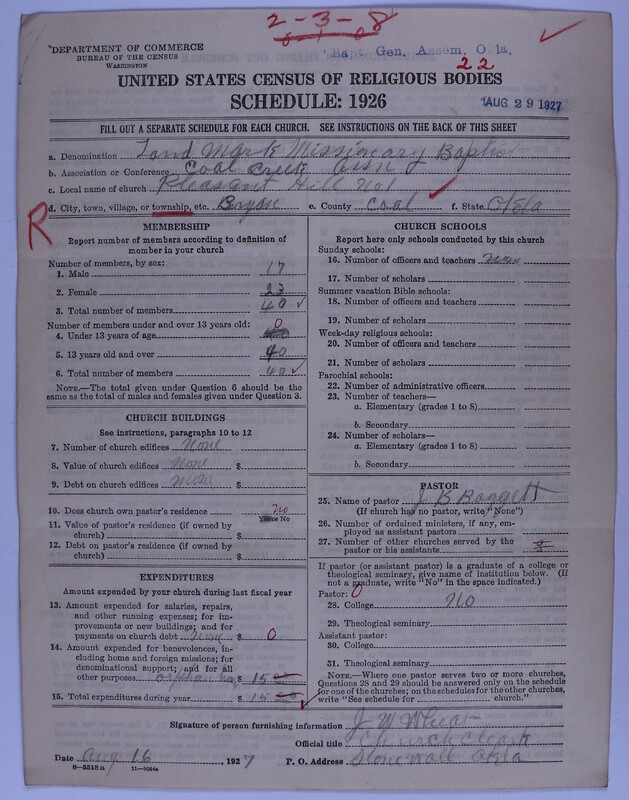 2-3-8
DEPARTMENT OF COMMERCE
BUREAU OF THE CENSUS
WASHINGTON
Bapt. Gen. Assem. Okla.
22
UNITED STATES CENSUS OF RELIGIOUS BODIES
SCHEDULE: 1926
AUG 29 1927
FILL OUT A SEPARATE SCHEDULE FOR EACH CHURCH. SEE INSTRUCTIONS ON THE BACK OF THIS SHEET
a. Denomination Land Mark Missionary Baptist
b. Association or Conference Coal Creek Assn
c. Local name of church Pleasant Hill No1
d. City, town, village, or township, etc. e. County Coal f. State Okla
R
MEMBERSHIP
Report number of members according to definition of
member in your church
Number of members, by sex:
1. Male 17
2. Female 23
3. Total number of members 40
Number of members under and over 13 years old:
4. Under 13 years of age 0
5. 13 years old and over 40
6. Total number of members 40
NOTE.—The total given under Question 6 should be the
same as the total of males and females given under Question 3.
CHURCH BUILDINGS
See instructions, paragraphs 10 to 12
7. Number of church edifices None
8. Value of church edifices None $
9. Debt on church edifices None $
10. Does church own pastor's residence No
Yes or No
11. Value of pastor's residence (if owned by
church) $
12. Debt on pastor's residence (if owned by
church) $
EXPENDITURES
Amount expended by your church during last fiscal year
13. Amount expended for salaries, repairs,
and other running expenses; for im-
provements or new buildings; and for
payments on church debt None $ 0
14. Amount expended for benevolences, in-
cluding home and foreign missions; for
denominational support; and for all
other purposes $ 15
15. Total expenditures during year $ 15
CHURCH SCHOOLS
Report here only schools conducted by this church
Sunday schools:
16. Number of officers and teachers None
17. Number of scholars
Summer vacation Bible schools:
18. Number of officers and teachers
19. Number of scholars
Week-day religious schools:
20. Number of officers and teachers
21. Number of scholars
Parochial schools:
22. Number of administrative officers
23. Number of teachers—
a. Elementary (grades 1 to 8)
b. Secondary
24. Number of scholars—
a. Elementary (grades 1 to 8)
b. Secondary
PASTOR
25. Name of pastor J B Baggett
(If church has no pastor, write "None")
26. Number of ordained ministers, if any, em-
ployed as assistant pastors
27. Number of other churches served by the
pastor or his assistants
If pastor (or assistant pastor) is a graduate of a college or
theological seminary, give name of institution below. (If
not a graduate, write "No" in the space indicated.)
Pastor: 0
28. College No
29. Theological seminary
Assistant pastor:
30. College
31. Theological seminary
NOTE.—Where one pastor serves two or more churches,
Questions 28 and 29 should be answered only on the schedule
for one of the churches; on the schedules for the other churches,
write "See schedule for church."
Signature of person furnishing information J. W Wheat
Official title Church Clerk
Date Aug 16, 1927 P. O. Address Stonewall Okla
8—5518a 11—9084a